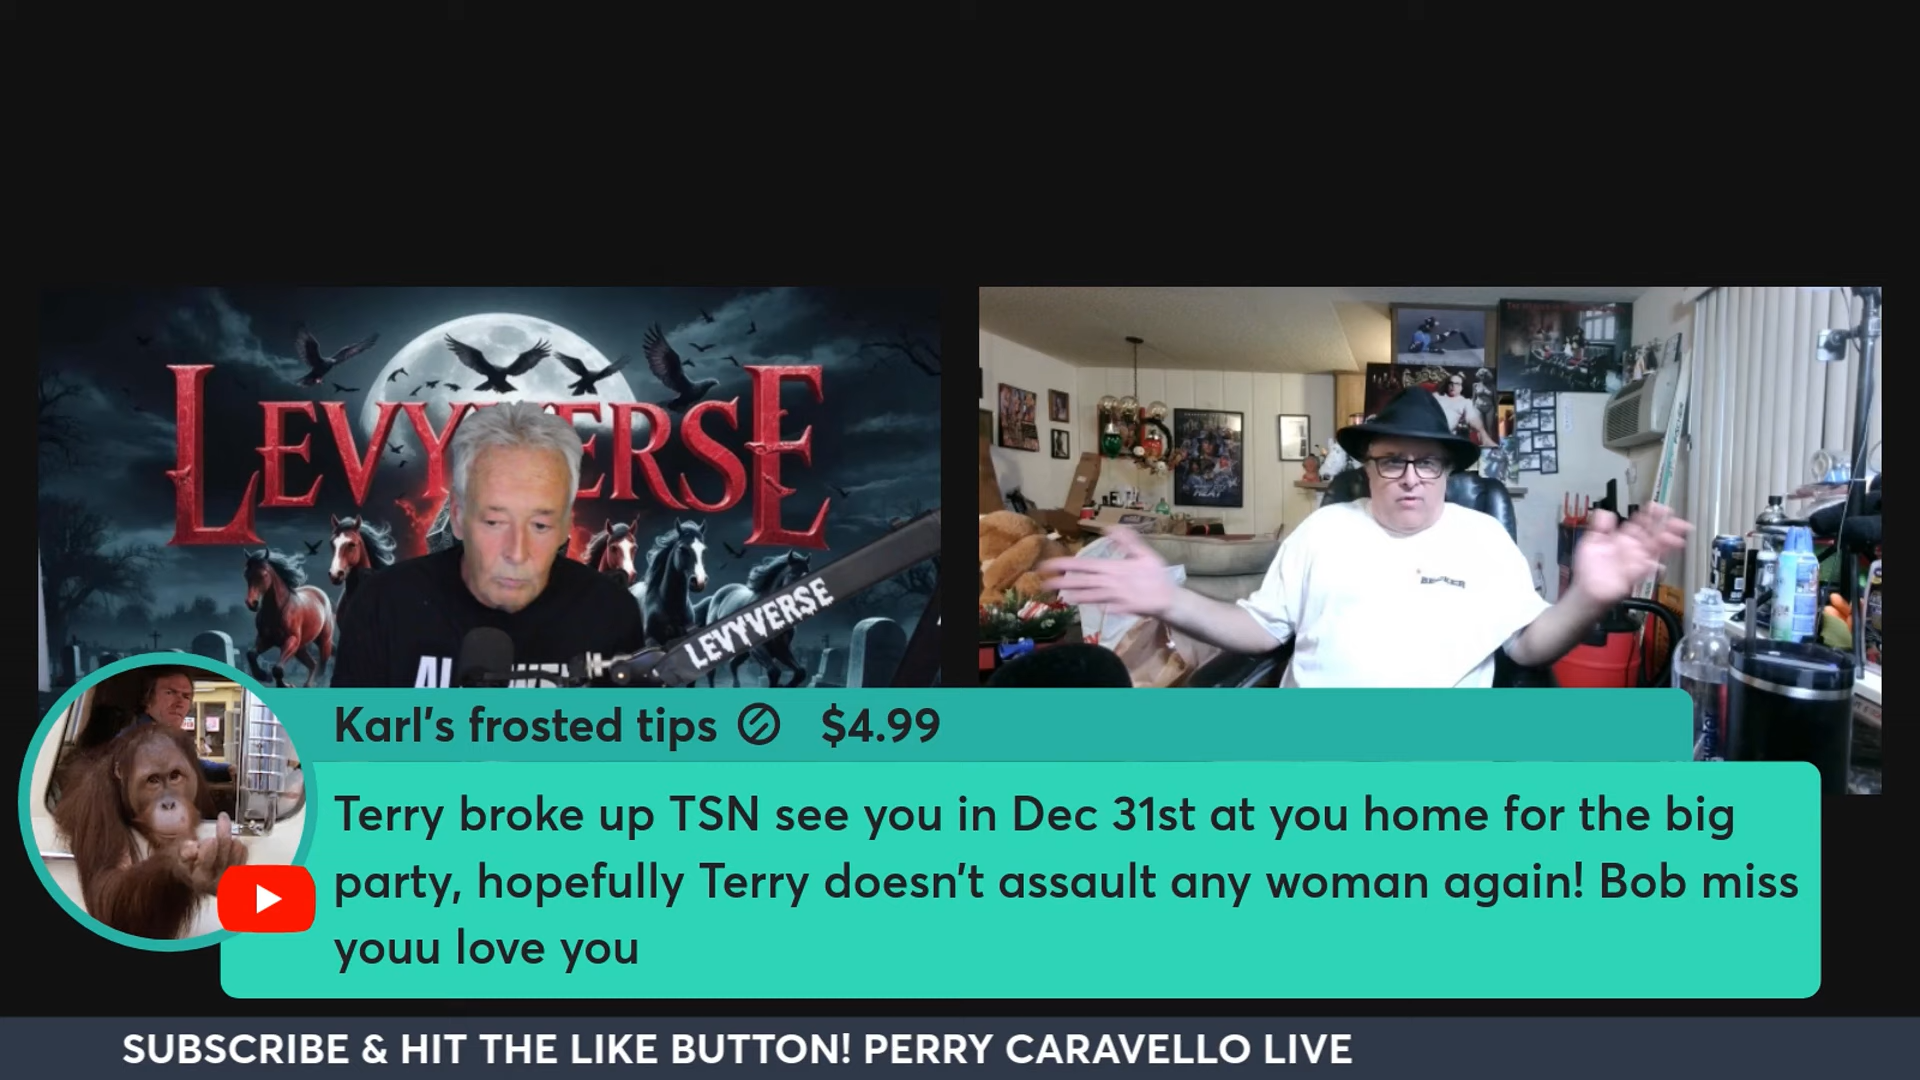 LEVYVERSE
LEVYVERSE
Karl's frosted tips $4.99
Terry broke up TSN see you in Dec 31st at you home for the big
party, hopefully Terry doesn't assault any woman again! Bob miss
youu love you
SUBSCRIBE & HIT THE LIKE BUTTON! PERRY CARAVELLO LIVE